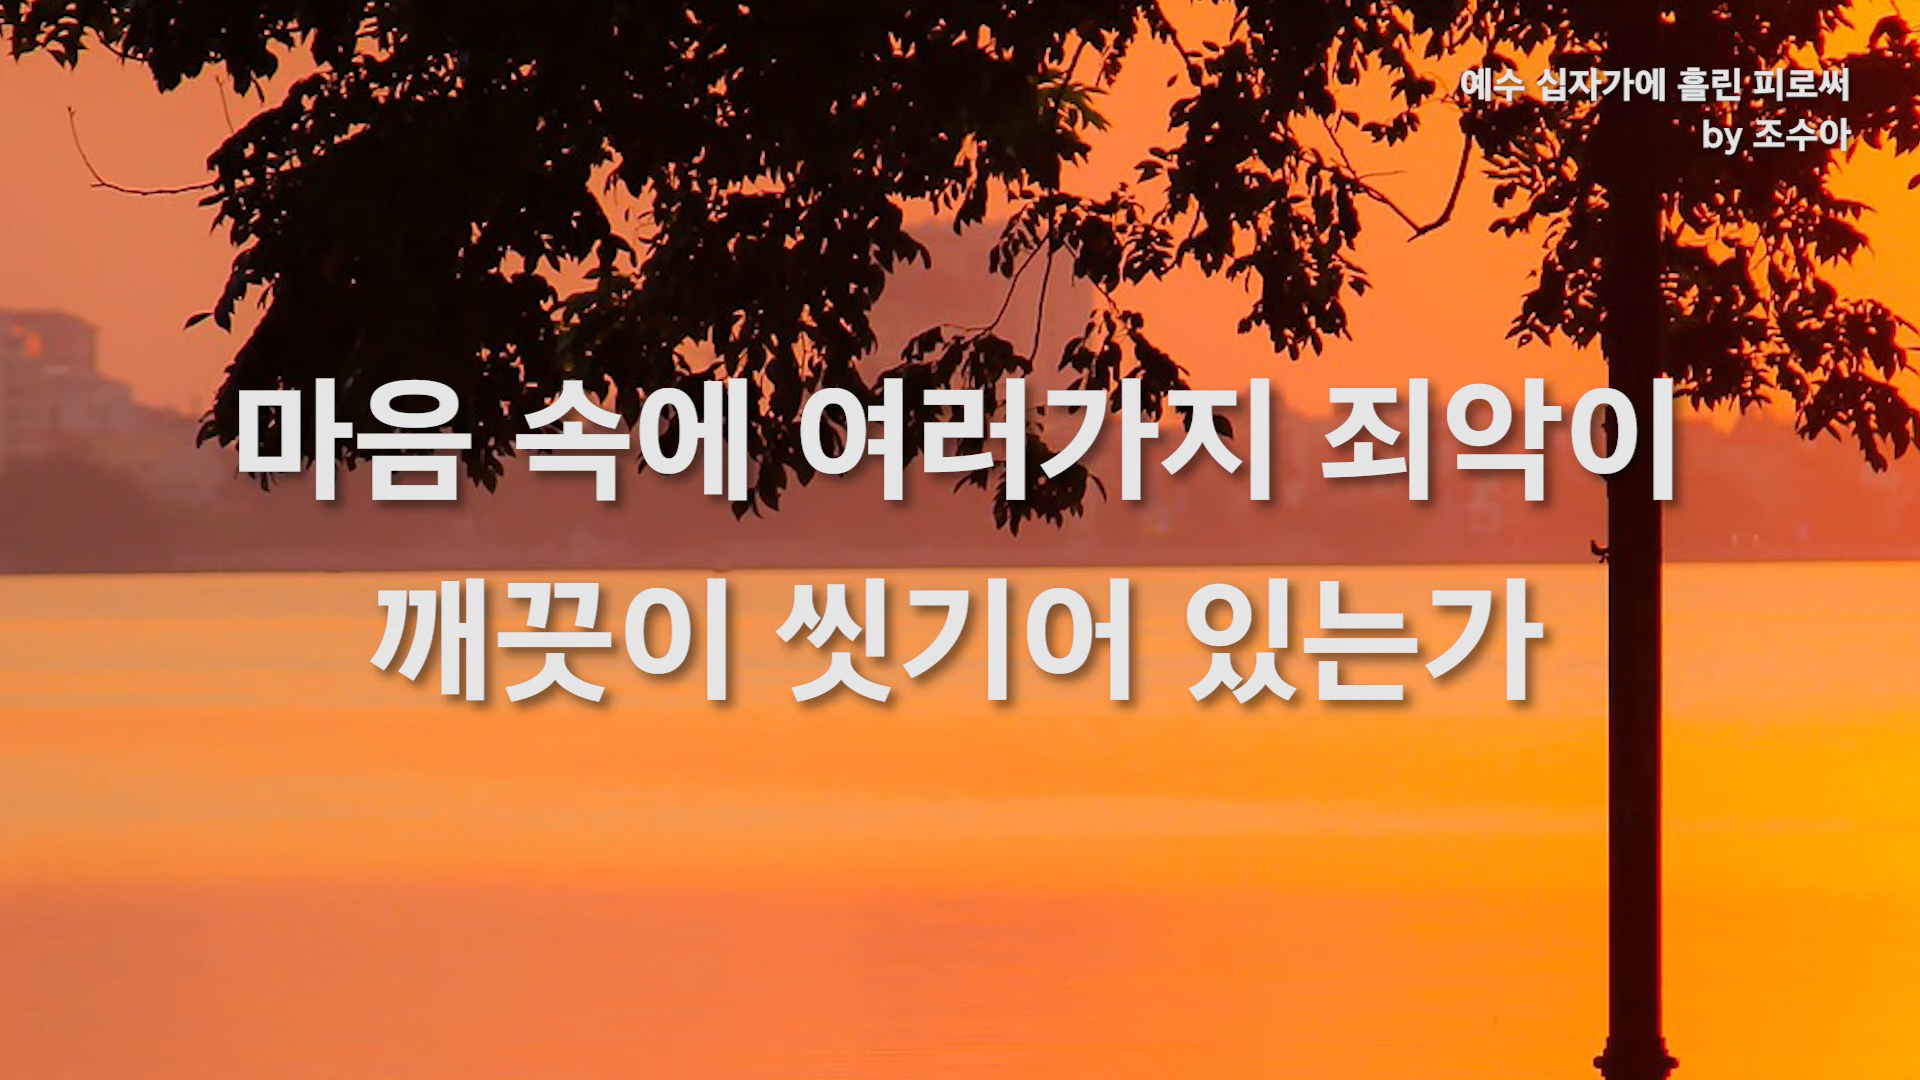 예수 십자가에 흘린 피로써
by 조수아
마음 속에 여러가지 죄악이
깨끗이 씻기어 있는가